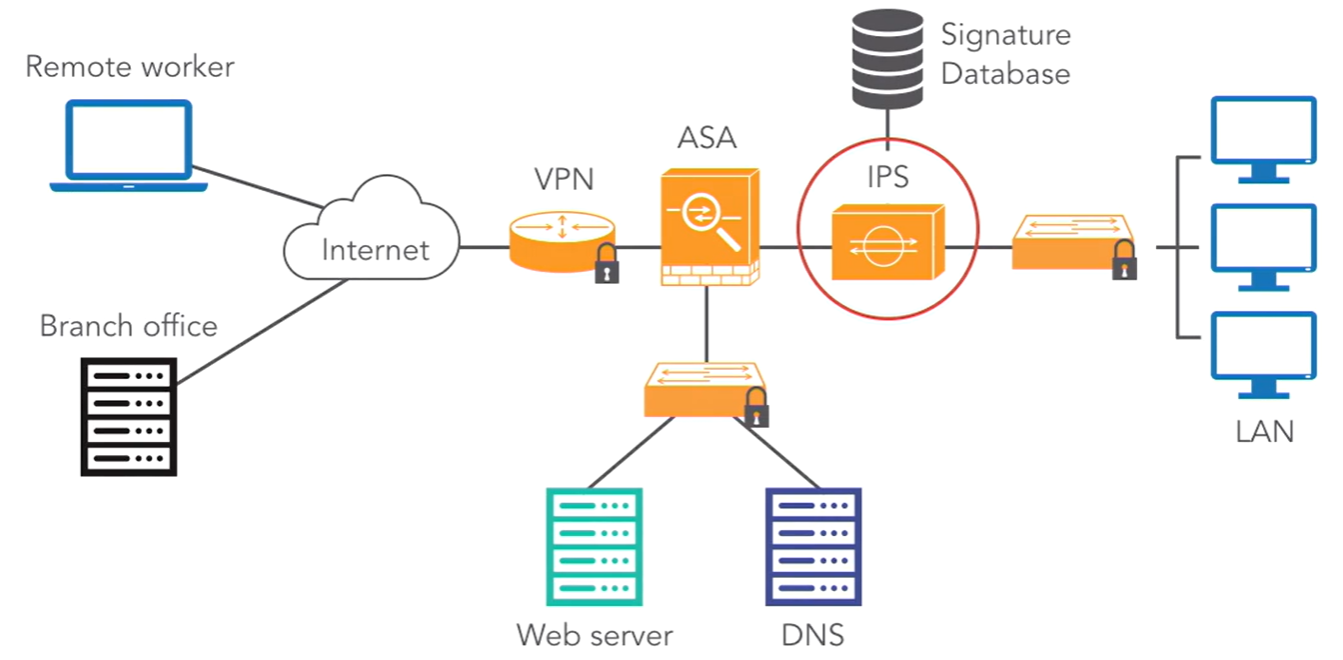 Signature
Database
Remote worker
ASA
VPN
IPS
Internet
Branch office
LAN
Web server
DNS